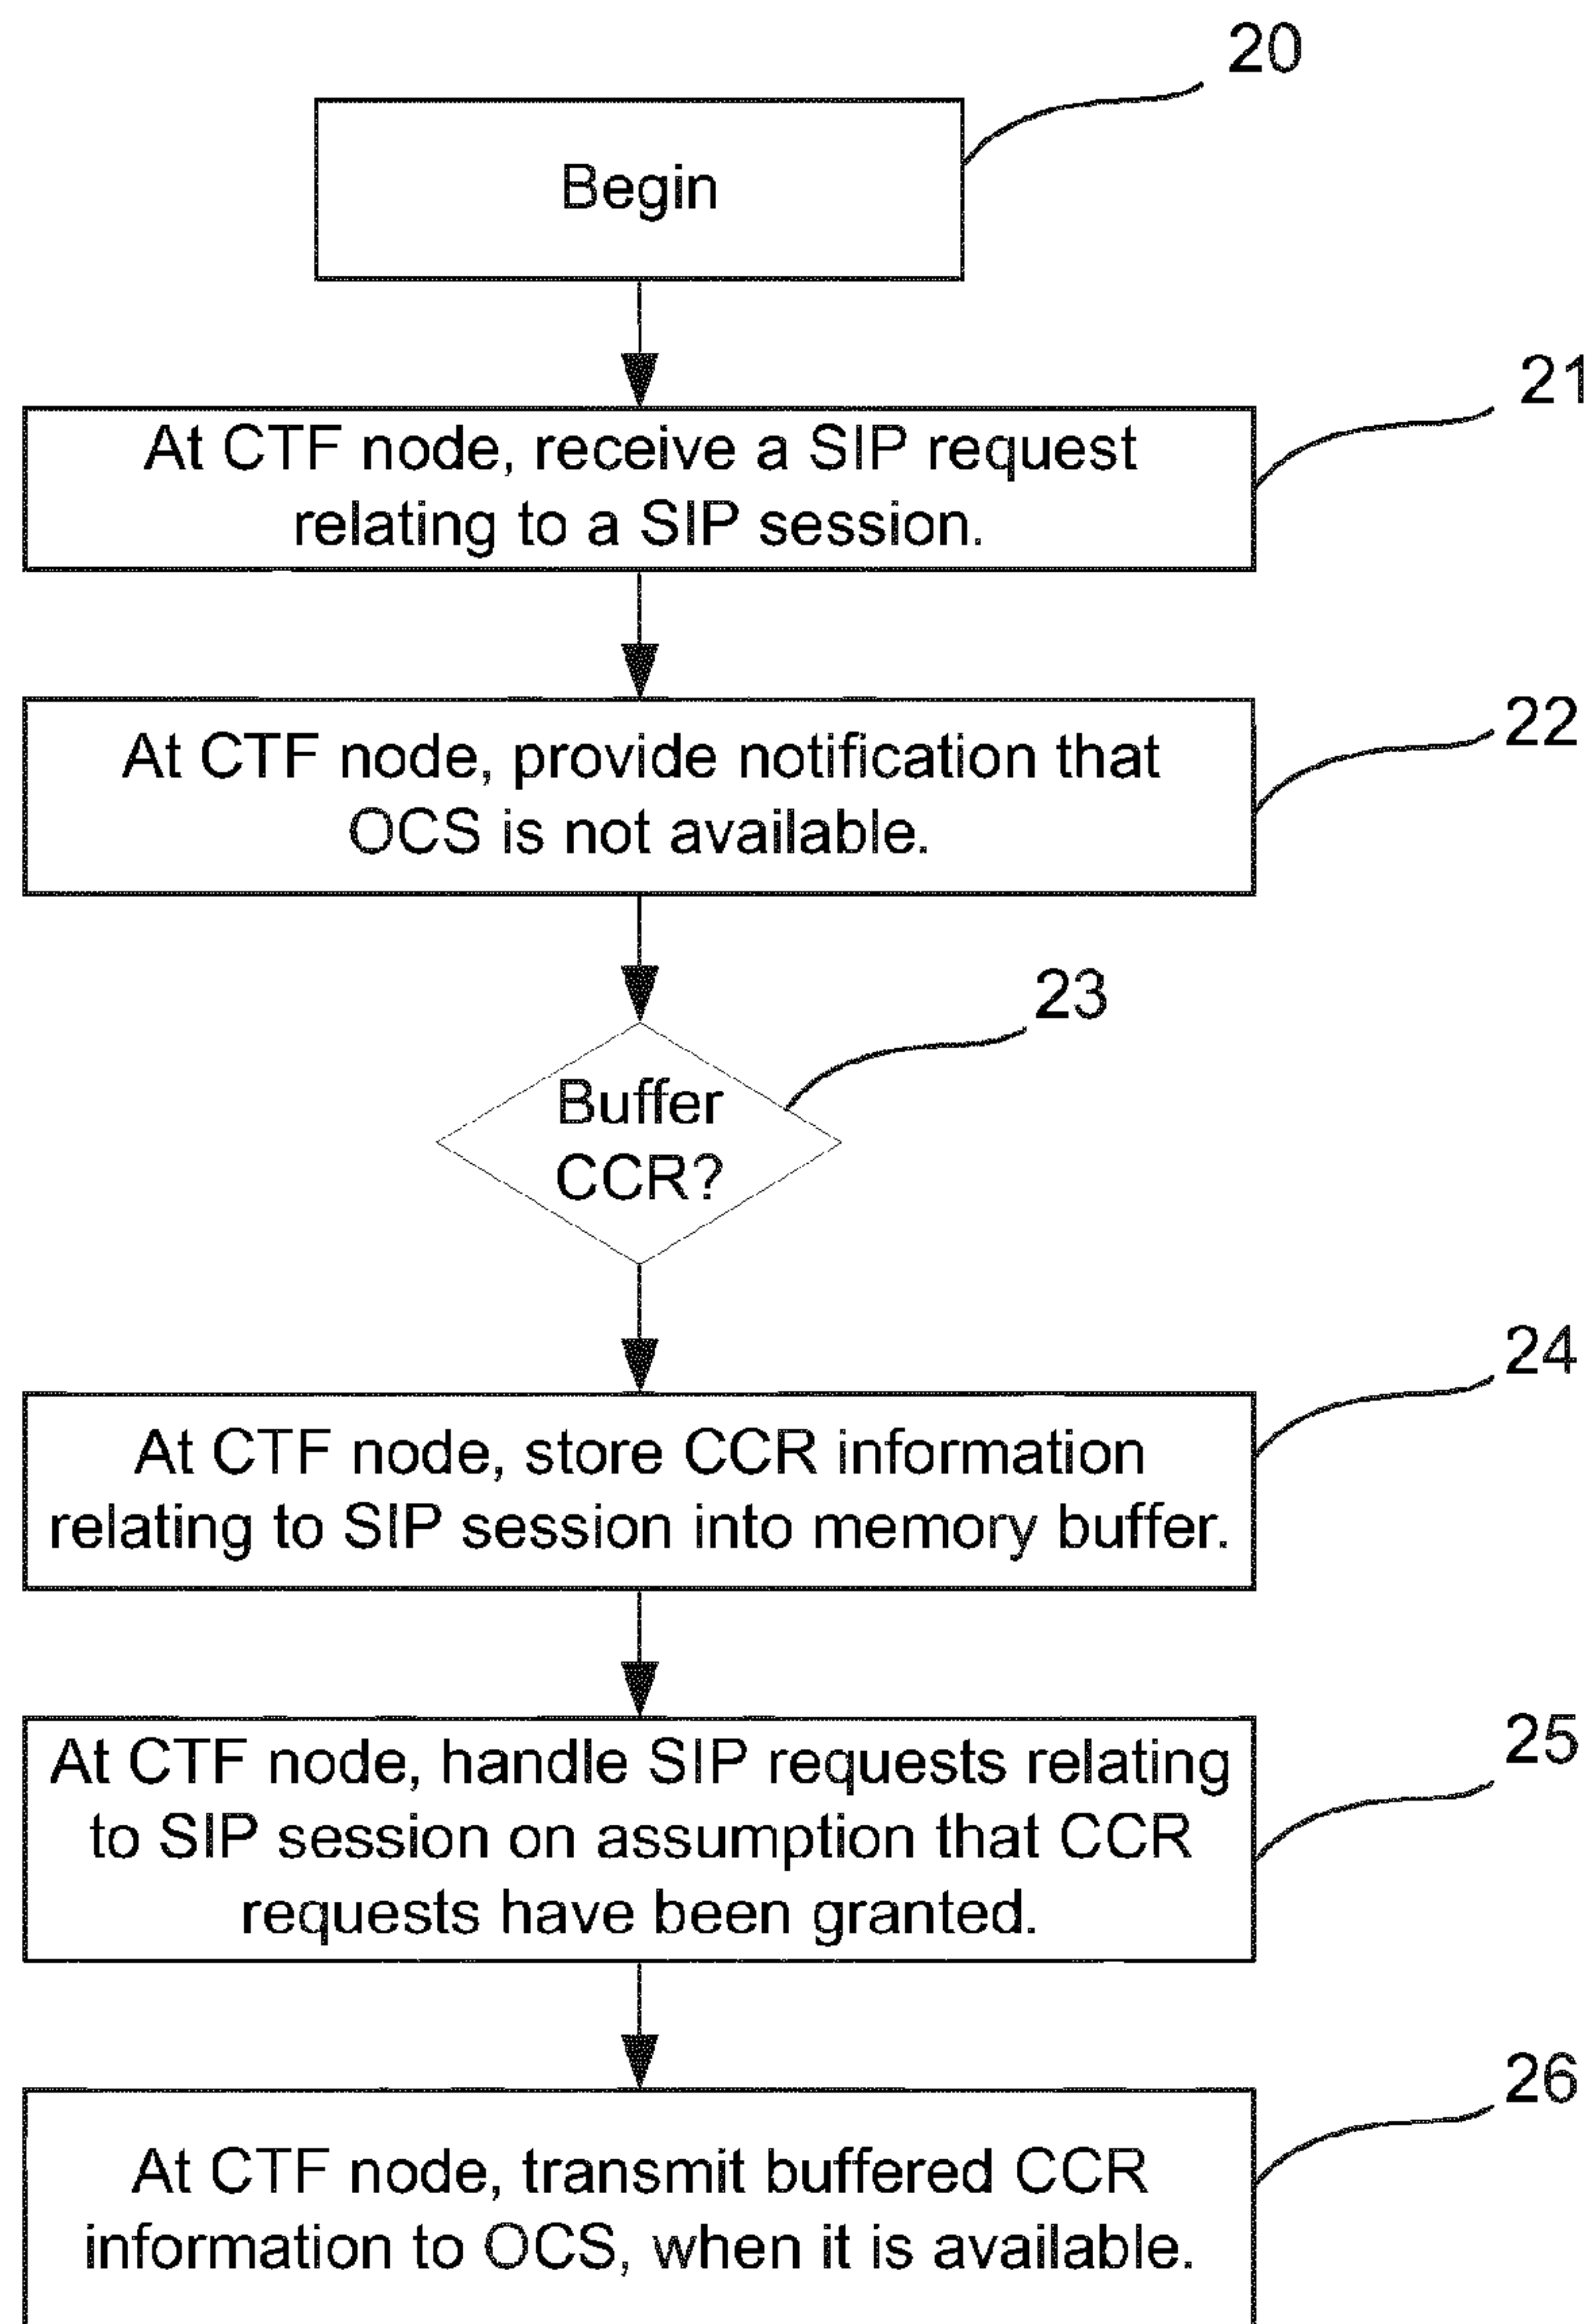 20
Begin
21
At CTF node, receive a SIP request
relating to a SIP session.
22
At CTF node, provide notification that
OCS is not available.
23
Buffer
CCR?
24
At CTF node, store CCR information
relating to SIP session into memory buffer.
25
At CTF node, handle SIP requests relating
to SIP session on assumption that CCR
requests have been granted.
26
At CTF node, transmit buffered CCR
information to OCS, when it is available.